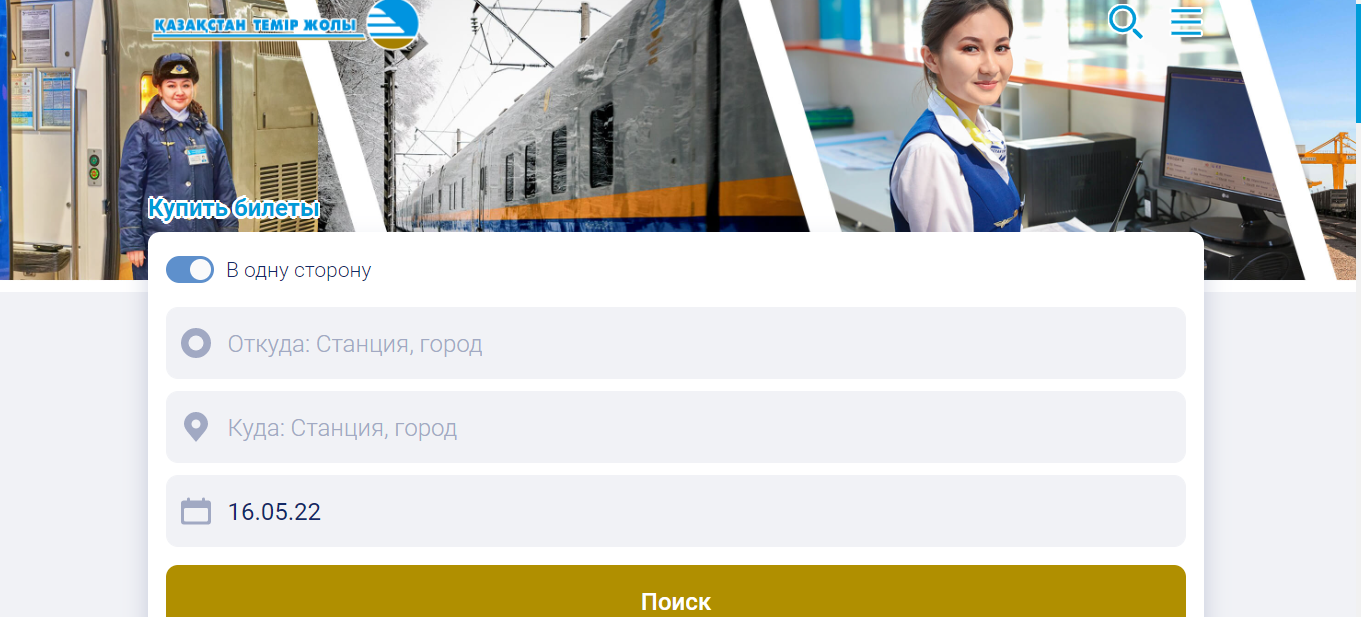 ҚАЗАҚСТАН ТЕМІР ЖОЛЫ
Купить билеты
В одну сторону
Откуда: Станция, город
Куда: Станция, город
16.05.22
Поиск